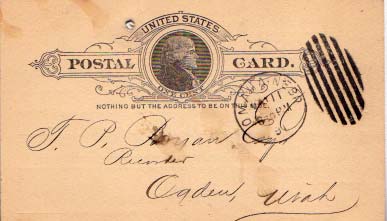 UNITED STATES
POSTAL CARD.
ONE CENT
NOTHING BUT THE ADDRESS TO BE ON THIS SIDE
T. P. Bryan Esq
Recorder
Ogden, Utah